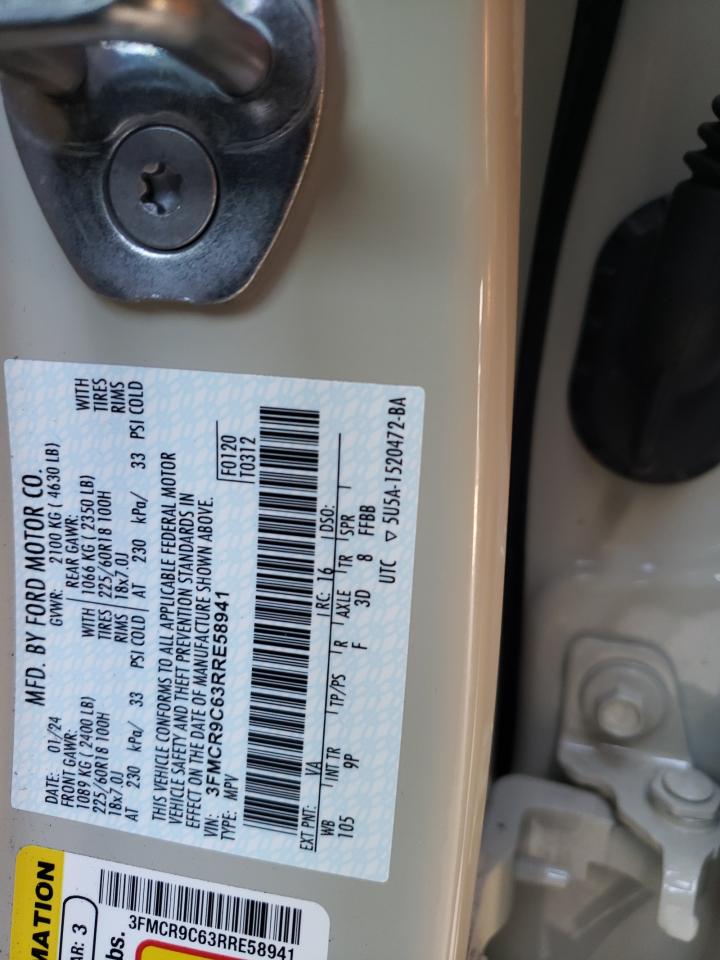 MFD. BY FORD MOTOR CO.
DATE: 01/24 GVWR: 2100 KG ( 4630 LB)
FRONT GAWR: REAR GAWR:
1089 KG ( 2400 LB) WITH 1066 KG ( 2350 LB) WITH
225/60R18 100H TIRES 225/60R18 100H TIRES
18x7.0J RIMS 18x7.0J RIMS
AT 230 kPa/ 33 PSI COLD AT 230 kPa/ 33 PSI COLD
THIS VEHICLE CONFORMS TO ALL APPLICABLE FEDERAL MOTOR
VEHICLE SAFETY AND THEFT PREVENTION STANDARDS IN
EFFECT ON THE DATE OF MANUFACTURE SHOWN ABOVE.
VIN: 3FMCR9C63RRE58941 F0120
TYPE: MPV T0312
EXT PNT: VA RC: 16 DSO:
WB INT TR TP/PS R AXLE TR SPR
105 9P F 3D 8 FFBB
UTC ▽ 5U5A-1520472-BA
MATION
AR: 3
bs.
3FMCR9C63RRE58941